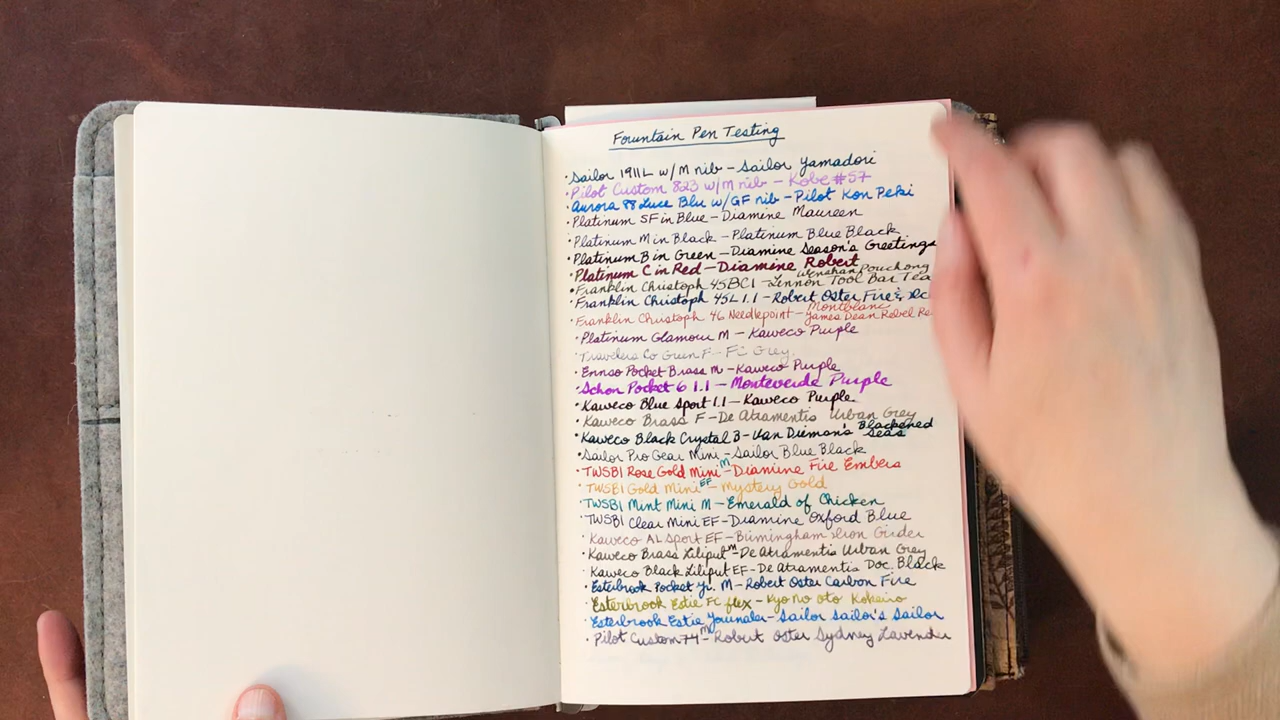 Fountain Pen Testing
• Sailor 1911L w/M nib – Sailor Yamadori
• Pilot Custom 823 w/M nib – Kobe #57
• Aurora 88 Luce Blu w/GF nib – Pilot Kon Peki
• Platinum SF in Blue – Diamine Maureen
• Platinum M in Black – Platinum Blue Black
• Platinum B in Green – Diamine Season's Greetings
• Platinum C in Red – Diamine Robert
Wenshan Pouchong
• Franklin Christoph 45BC1 – Lennon Tool Bar Tea
• Franklin Christoph 45L 1.1 – Robert Oster Fire &
Montblanc
• Franklin Christoph 46 Needlepoint – James Dean Rebel
• Platinum Glamour M – Kaweco Purple
• Travelers Co Green F – FC Grey
• Ennso Pocket Brass M – Kaweco Purple
• Schon Pocket 6 1.1 – Monteverde Purple
• Kaweco Blue Sport 1.1 – Kaweco Purple
• Kaweco Brass F – De Atramentis Urban Grey
• Kaweco Black Crystal B – Van Dieman's Blackened
Seas
• Sailor Pro Gear Mini – Sailor Blue Black
• TWSBI Rose Gold Mini M – Diamine Fire Embers
• TWSBI Gold Mini EF – Mystery Gold
• TWSBI Mint Mini M – Emerald of Chicken
• TWSBI Clear Mini EF – Diamine Oxford Blue
• Kaweco AL Sport EF – Birmingham Iron Girder
• Kaweco Brass Liliput M – De Atramentis Urban Grey
• Kaweco Black Liliput EF – De Atramentis Doc. Black
• Esterbrook Pocket Jr. M – Robert Oster Carbon Fire
• Esterbrook Estie FC flex – Kyo no oto Kokeiro
• Esterbrook Estie Journaler – Sailor Sailor's Sailor
• Pilot Custom 74 M – Robert Oster Sydney Lavender